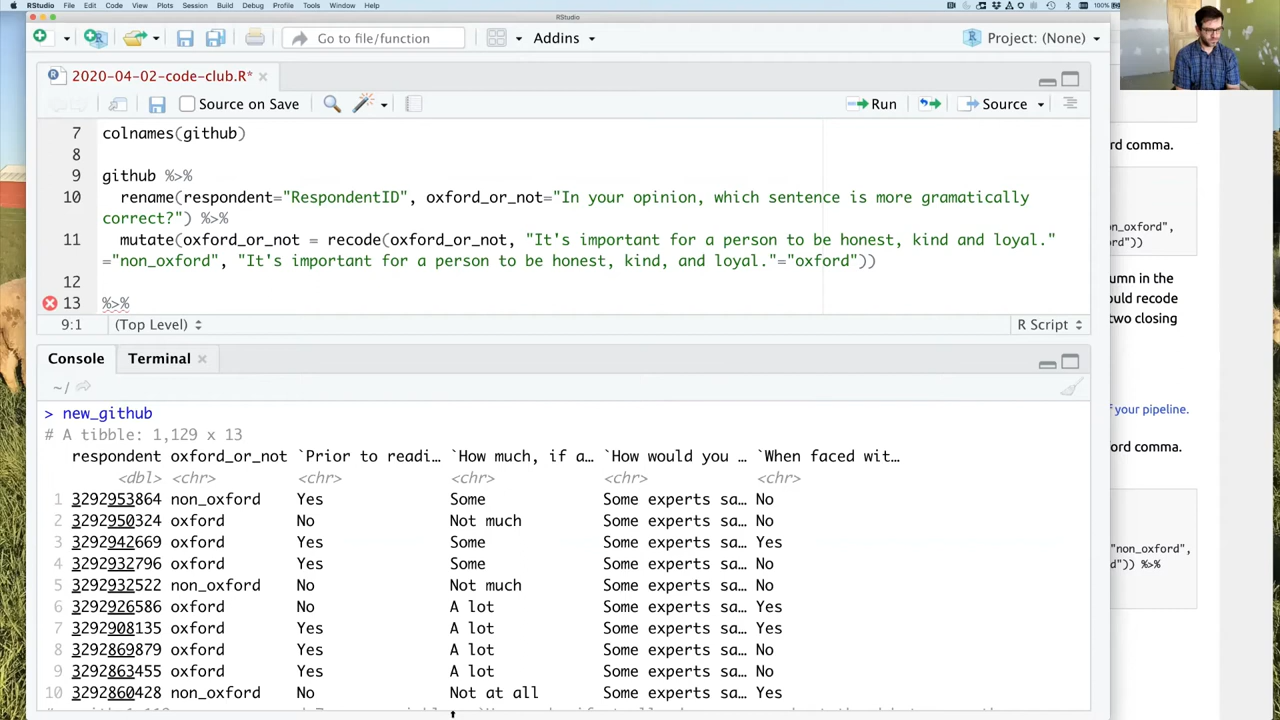 RStudio File Edit Code View Plots Session Build Debug Profile Tools Window Help 100%
RStudio
Go to file/function
Addins
Project: (None)
2020-04-02-code-club.R*
Source on Save
Run
Source
7 colnames(github)
8
9 github %>%
10 rename(respondent="RespondentID", oxford_or_not="In your opinion, which sentence is more gramatically
correct?") %>%
11 mutate(oxford_or_not = recode(oxford_or_not, "It's important for a person to be honest, kind and loyal."
="non_oxford", "It's important for a person to be honest, kind, and loyal."="oxford"))
12
13 %>%
9:1 (Top Level) R Script
Console Terminal
~/
> new_github
# A tibble: 1,129 x 13
respondent oxford_or_not `Prior to readi… `How much, if a… `How would you … `When faced wit…
<dbl> <chr> <chr> <chr> <chr> <chr>
1 3292953864 non_oxford Yes Some Some experts sa… No
2 3292950324 oxford No Not much Some experts sa… No
3 3292942669 oxford Yes Some Some experts sa… Yes
4 3292932796 oxford Yes Some Some experts sa… No
5 3292932522 non_oxford No Not much Some experts sa… No
6 3292926586 oxford No A lot Some experts sa… Yes
7 3292908135 oxford Yes A lot Some experts sa… Yes
8 3292869879 oxford Yes A lot Some experts sa… No
9 3292863455 oxford Yes A lot Some experts sa… No
10 3292860428 non_oxford No Not at all Some experts sa… Yes
rd comma.
on_oxford",
rd"))
umn in the
ould recode
two closing
f your pipeline.
ord comma.
"non_oxford",
d")) %>%